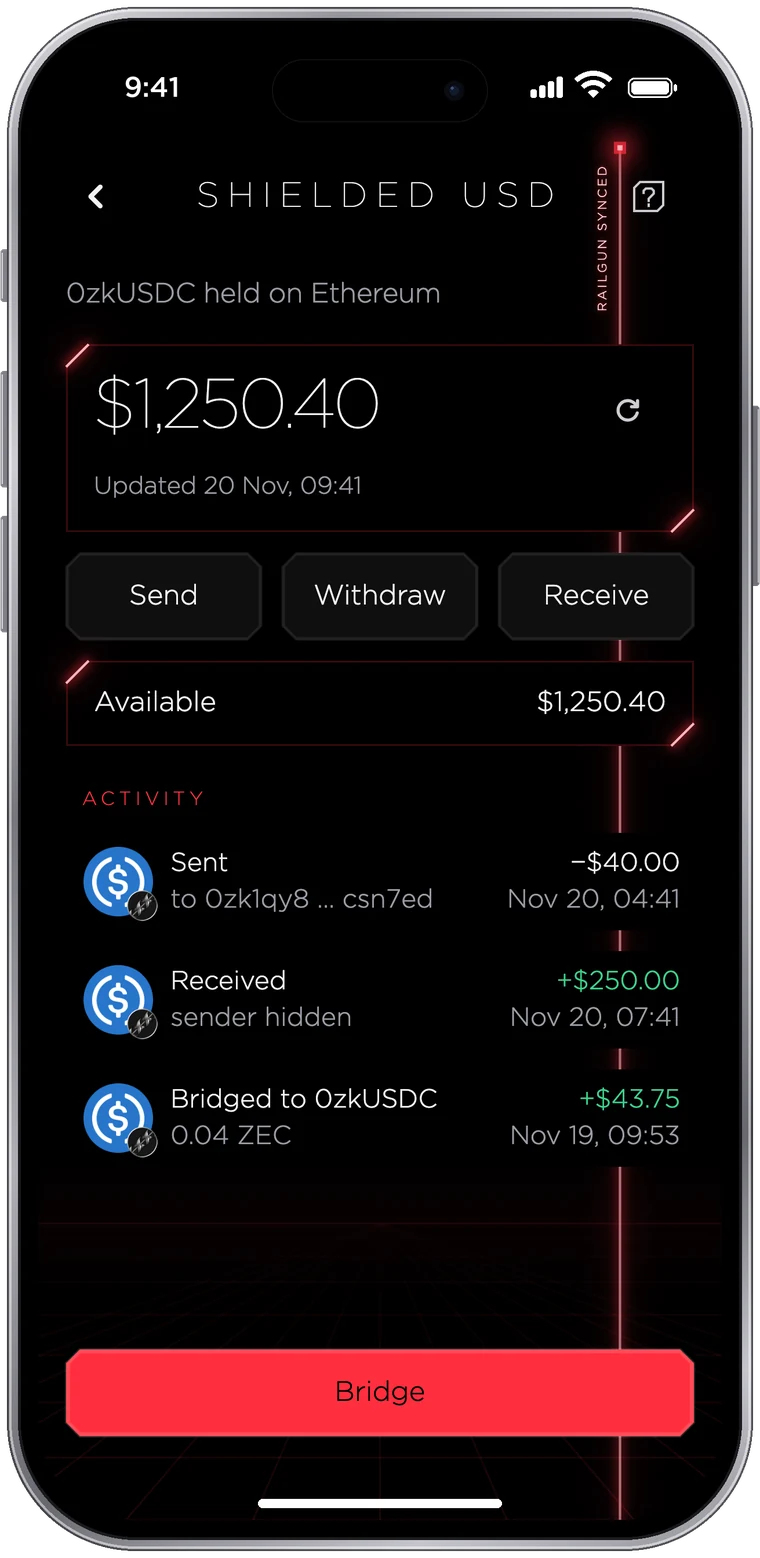 9:41
SHIELDED USD
RAILGUN SYNCED
0zkUSDC held on Ethereum
$1,250.40
Updated 20 Nov, 09:41
Send
Withdraw
Receive
Available
$1,250.40
ACTIVITY
Sent
−$40.00
to 0zk1qy8 ... csn7ed
Nov 20, 04:41
Received
+$250.00
sender hidden
Nov 20, 07:41
Bridged to 0zkUSDC
+$43.75
0.04 ZEC
Nov 19, 09:53
Bridge